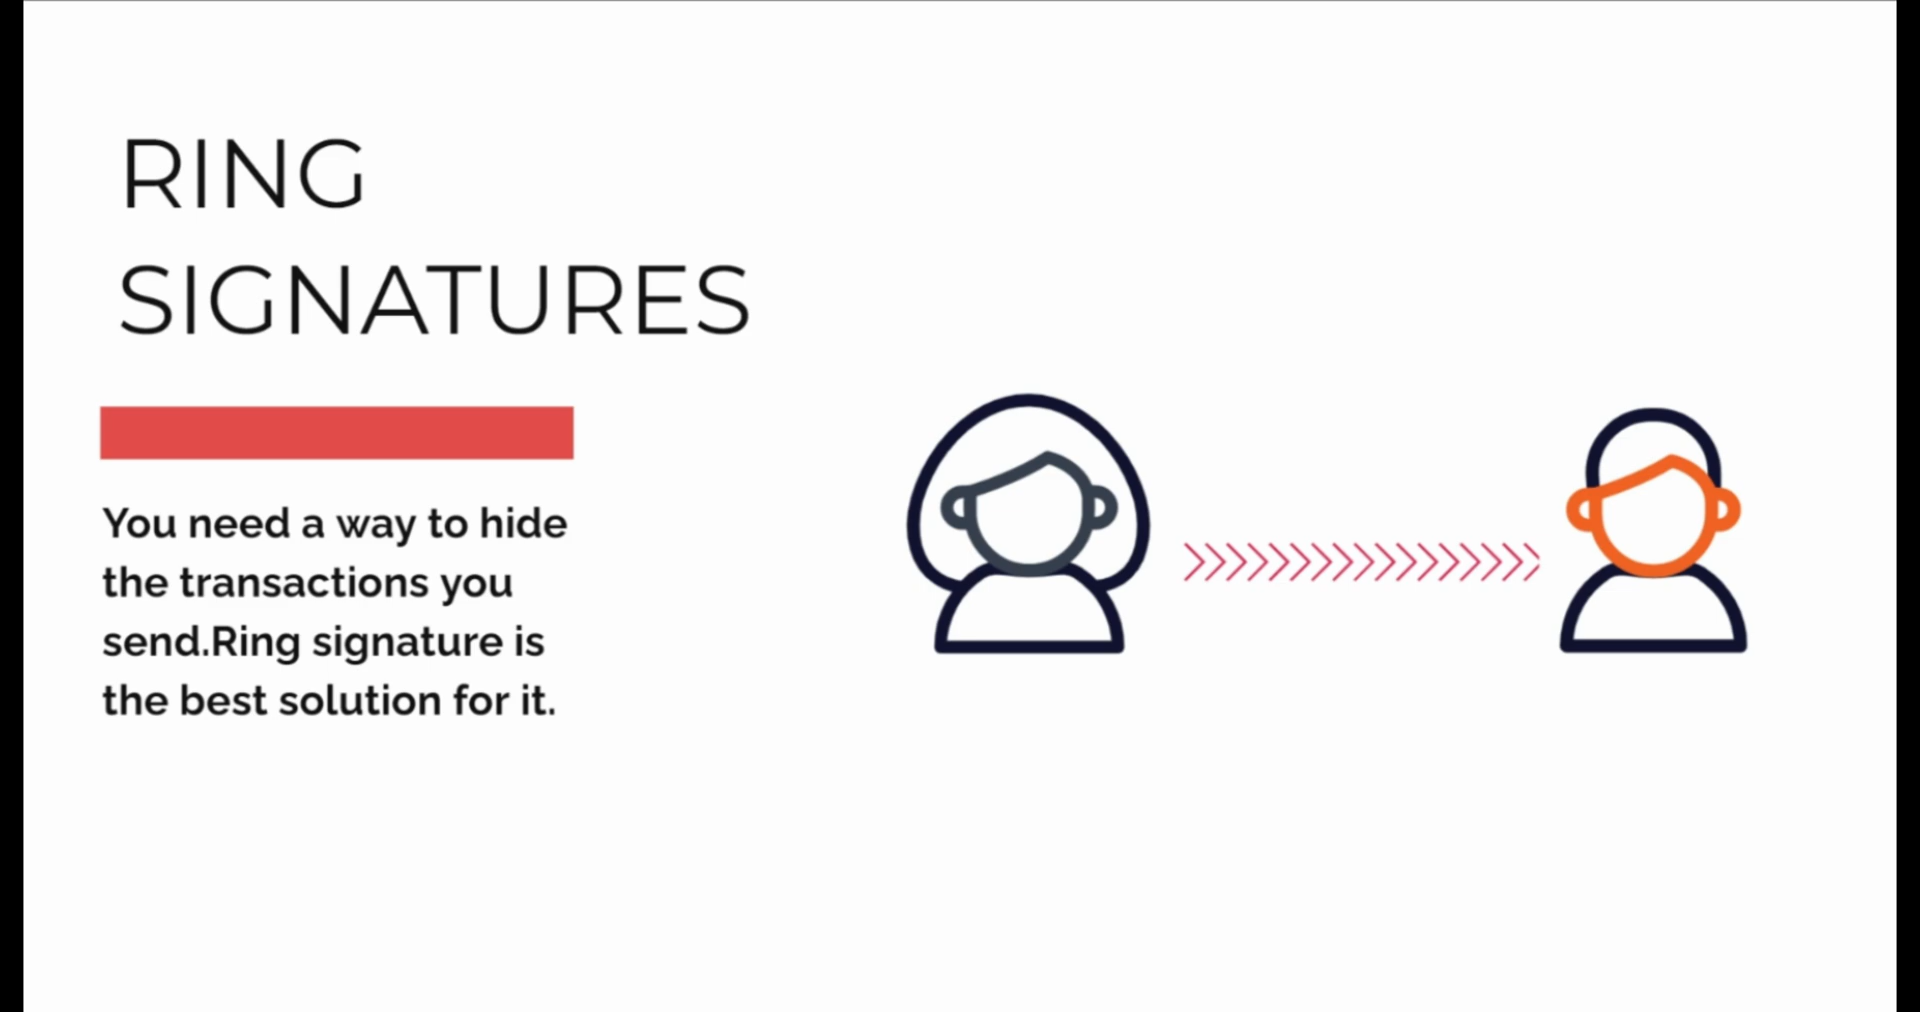 RING
SIGNATURES
You need a way to hide
the transactions you
send.Ring signature is
the best solution for it.